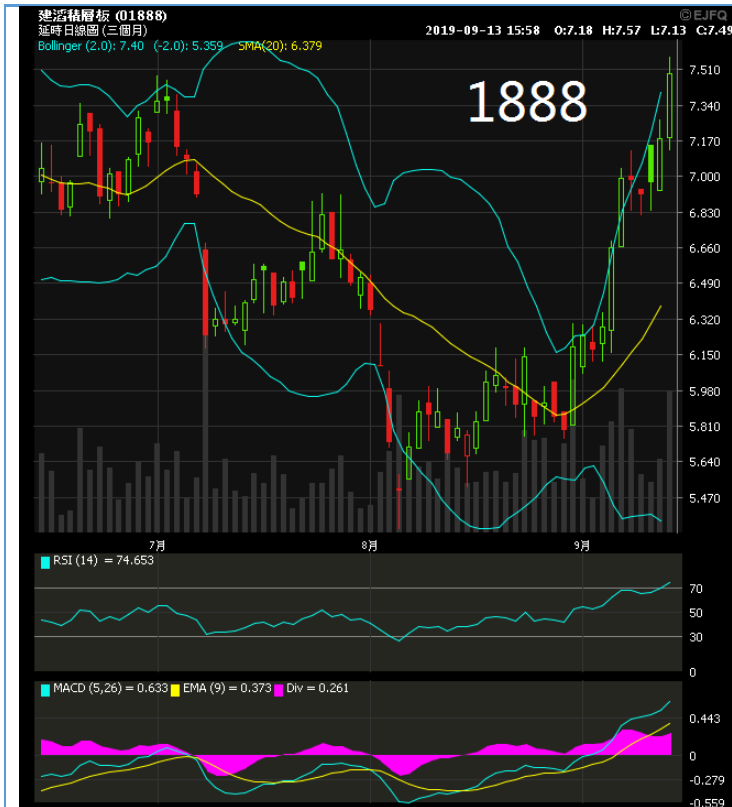 建滔積層板 (01888)
©EJFQ
延時日線圖 (三個月)
2019-09-13 15:58 O:7.18 H:7.57 L:7.13 C:7.49
Bollinger (2.0): 7.40 (-2.0): 5.359 SMA(20): 6.379
1888
7.510
7.340
7.170
7.000
6.830
6.660
6.490
6.320
6.150
5.980
5.810
5.640
5.470
7月 8月 9月
RSI (14) = 74.653
70
50
30
0
MACD (5,26) = 0.633 EMA (9) = 0.373 Div = 0.261
0.443
0
-0.279
-0.559